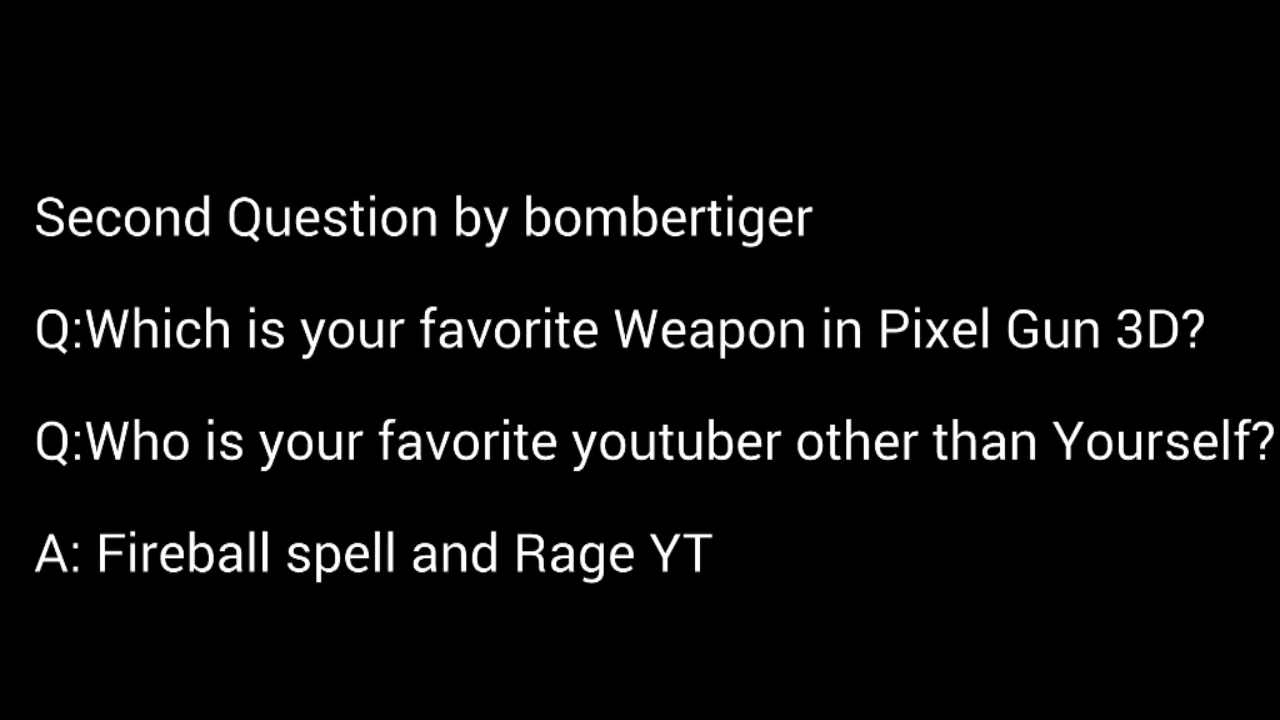 Second Question by bombertiger
Q:Which is your favorite Weapon in Pixel Gun 3D?
Q:Who is your favorite youtuber other than Yourself?
A: Fireball spell and Rage YT